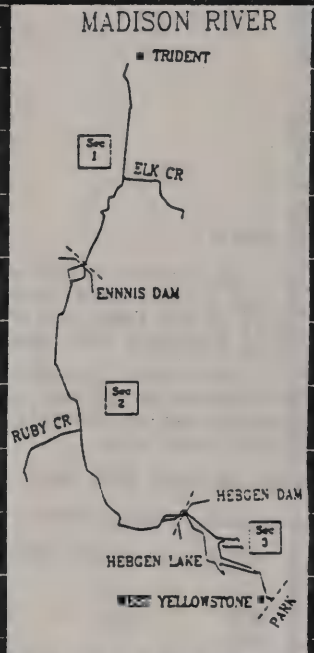 MADISON RIVER
TRIDENT
Sec
1
ELK CR
ENNNIS DAM
Sec
2
RUBY CR
HEBGEN DAM
Sec
3
HEBGEN LAKE
YELLOWSTONE
PARK